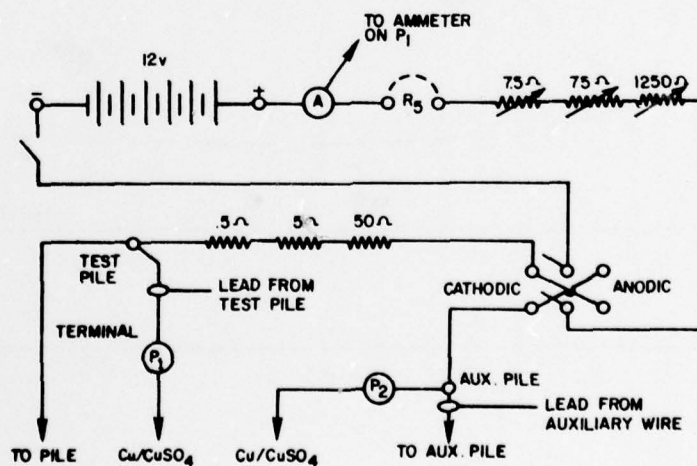 TO AMMETER
ON P1
12v
-
+
A
R5
7.5Ω
75Ω
1250Ω
.5Ω
5Ω
50Ω
TEST
PILE
LEAD FROM
TEST PILE
CATHODIC
ANODIC
TERMINAL
P1
P2
AUX. PILE
LEAD FROM
AUXILIARY WIRE
TO PILE
Cu/CuSO4
Cu/CuSO4
TO AUX. PILE